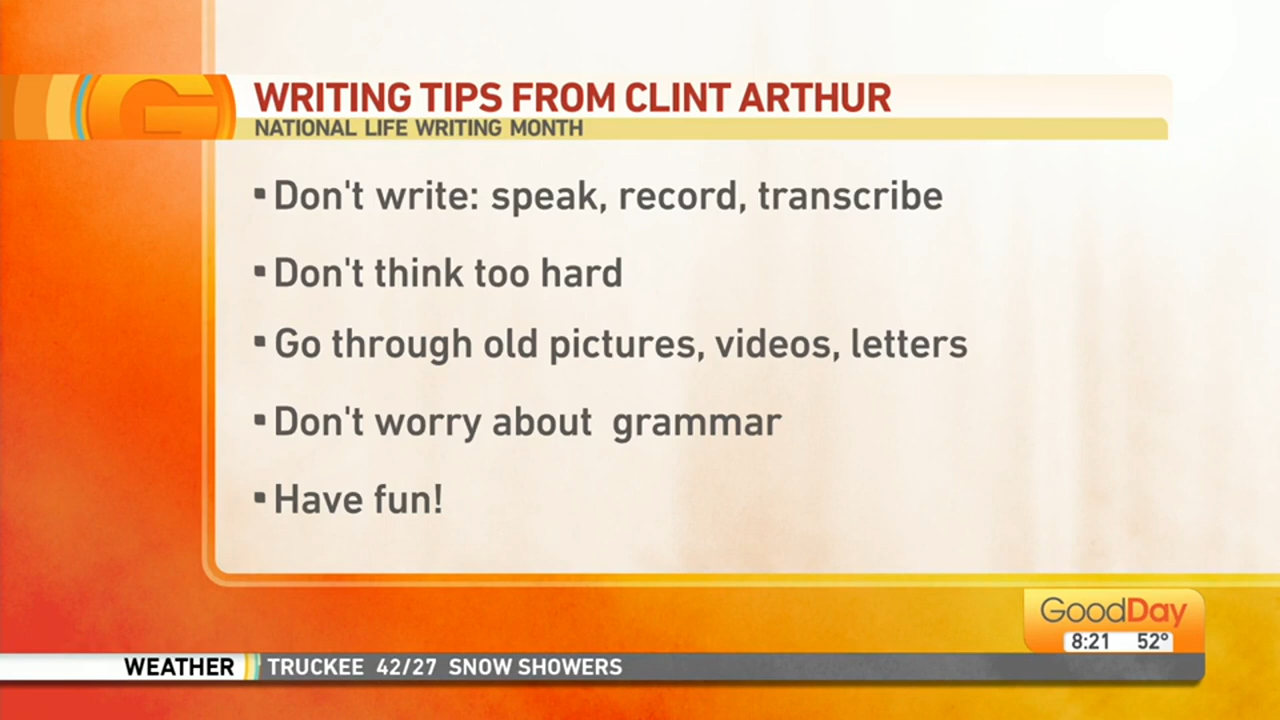 G
WRITING TIPS FROM CLINT ARTHUR
NATIONAL LIFE WRITING MONTH
▪ Don't write: speak, record, transcribe
▪ Don't think too hard
▪ Go through old pictures, videos, letters
▪ Don't worry about  grammar
▪ Have fun!
GoodDay
8:21 52°
WEATHER TRUCKEE 42/27 SNOW SHOWERS